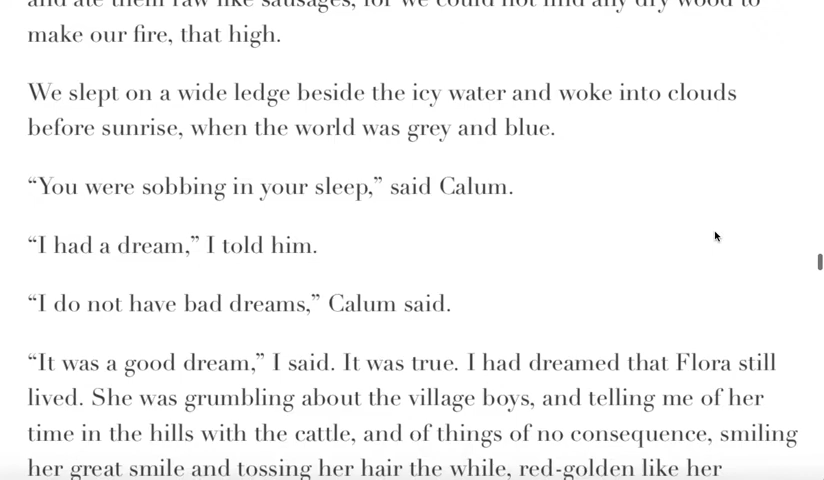 and ate them raw like sausages, for we could not find any dry wood to
make our fire, that high.
We slept on a wide ledge beside the icy water and woke into clouds
before sunrise, when the world was grey and blue.
“You were sobbing in your sleep,” said Calum.
“I had a dream,” I told him.
“I do not have bad dreams,” Calum said.
“It was a good dream,” I said. It was true. I had dreamed that Flora still
lived. She was grumbling about the village boys, and telling me of her
time in the hills with the cattle, and of things of no consequence, smiling
her great smile and tossing her hair the while, red-golden like her